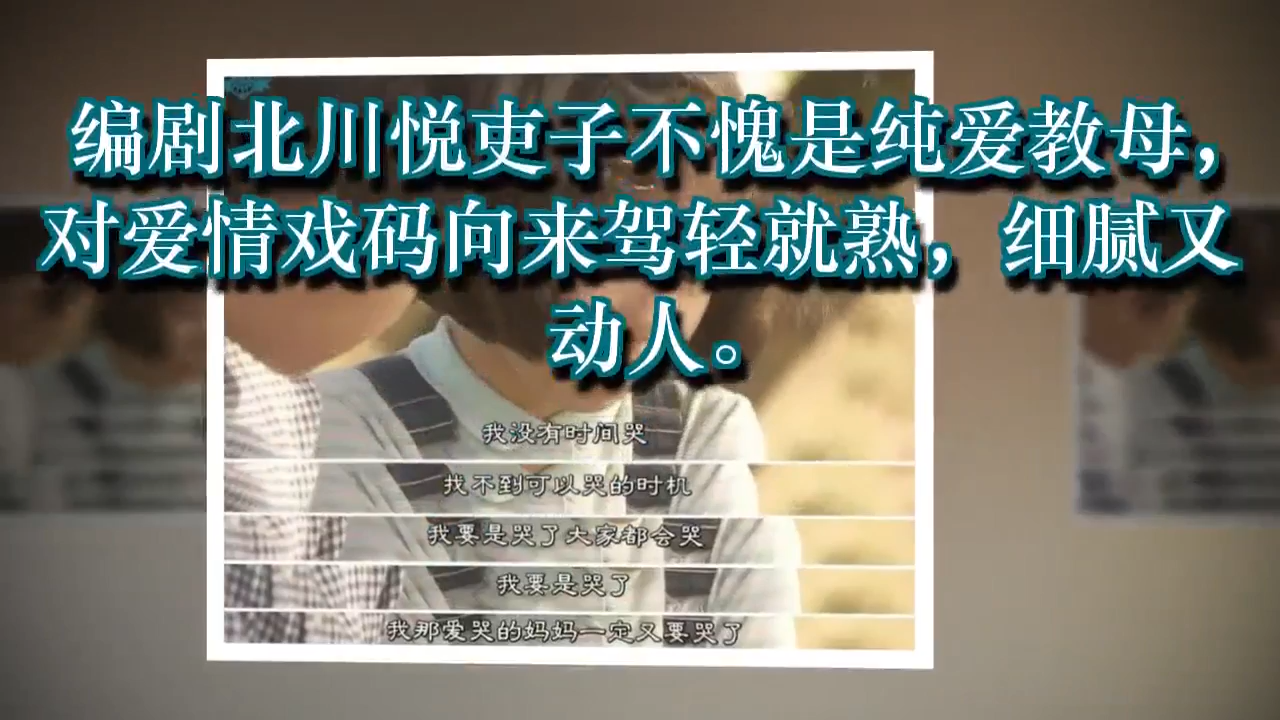 编剧北川悦吏子不愧是纯爱教母，
对爱情戏码向来驾轻就熟，细腻又
动人。
我没有时间哭
找不到可以哭的时机
我要是哭了大家都会哭
我要是哭了
我那爱哭的妈妈一定又要哭了